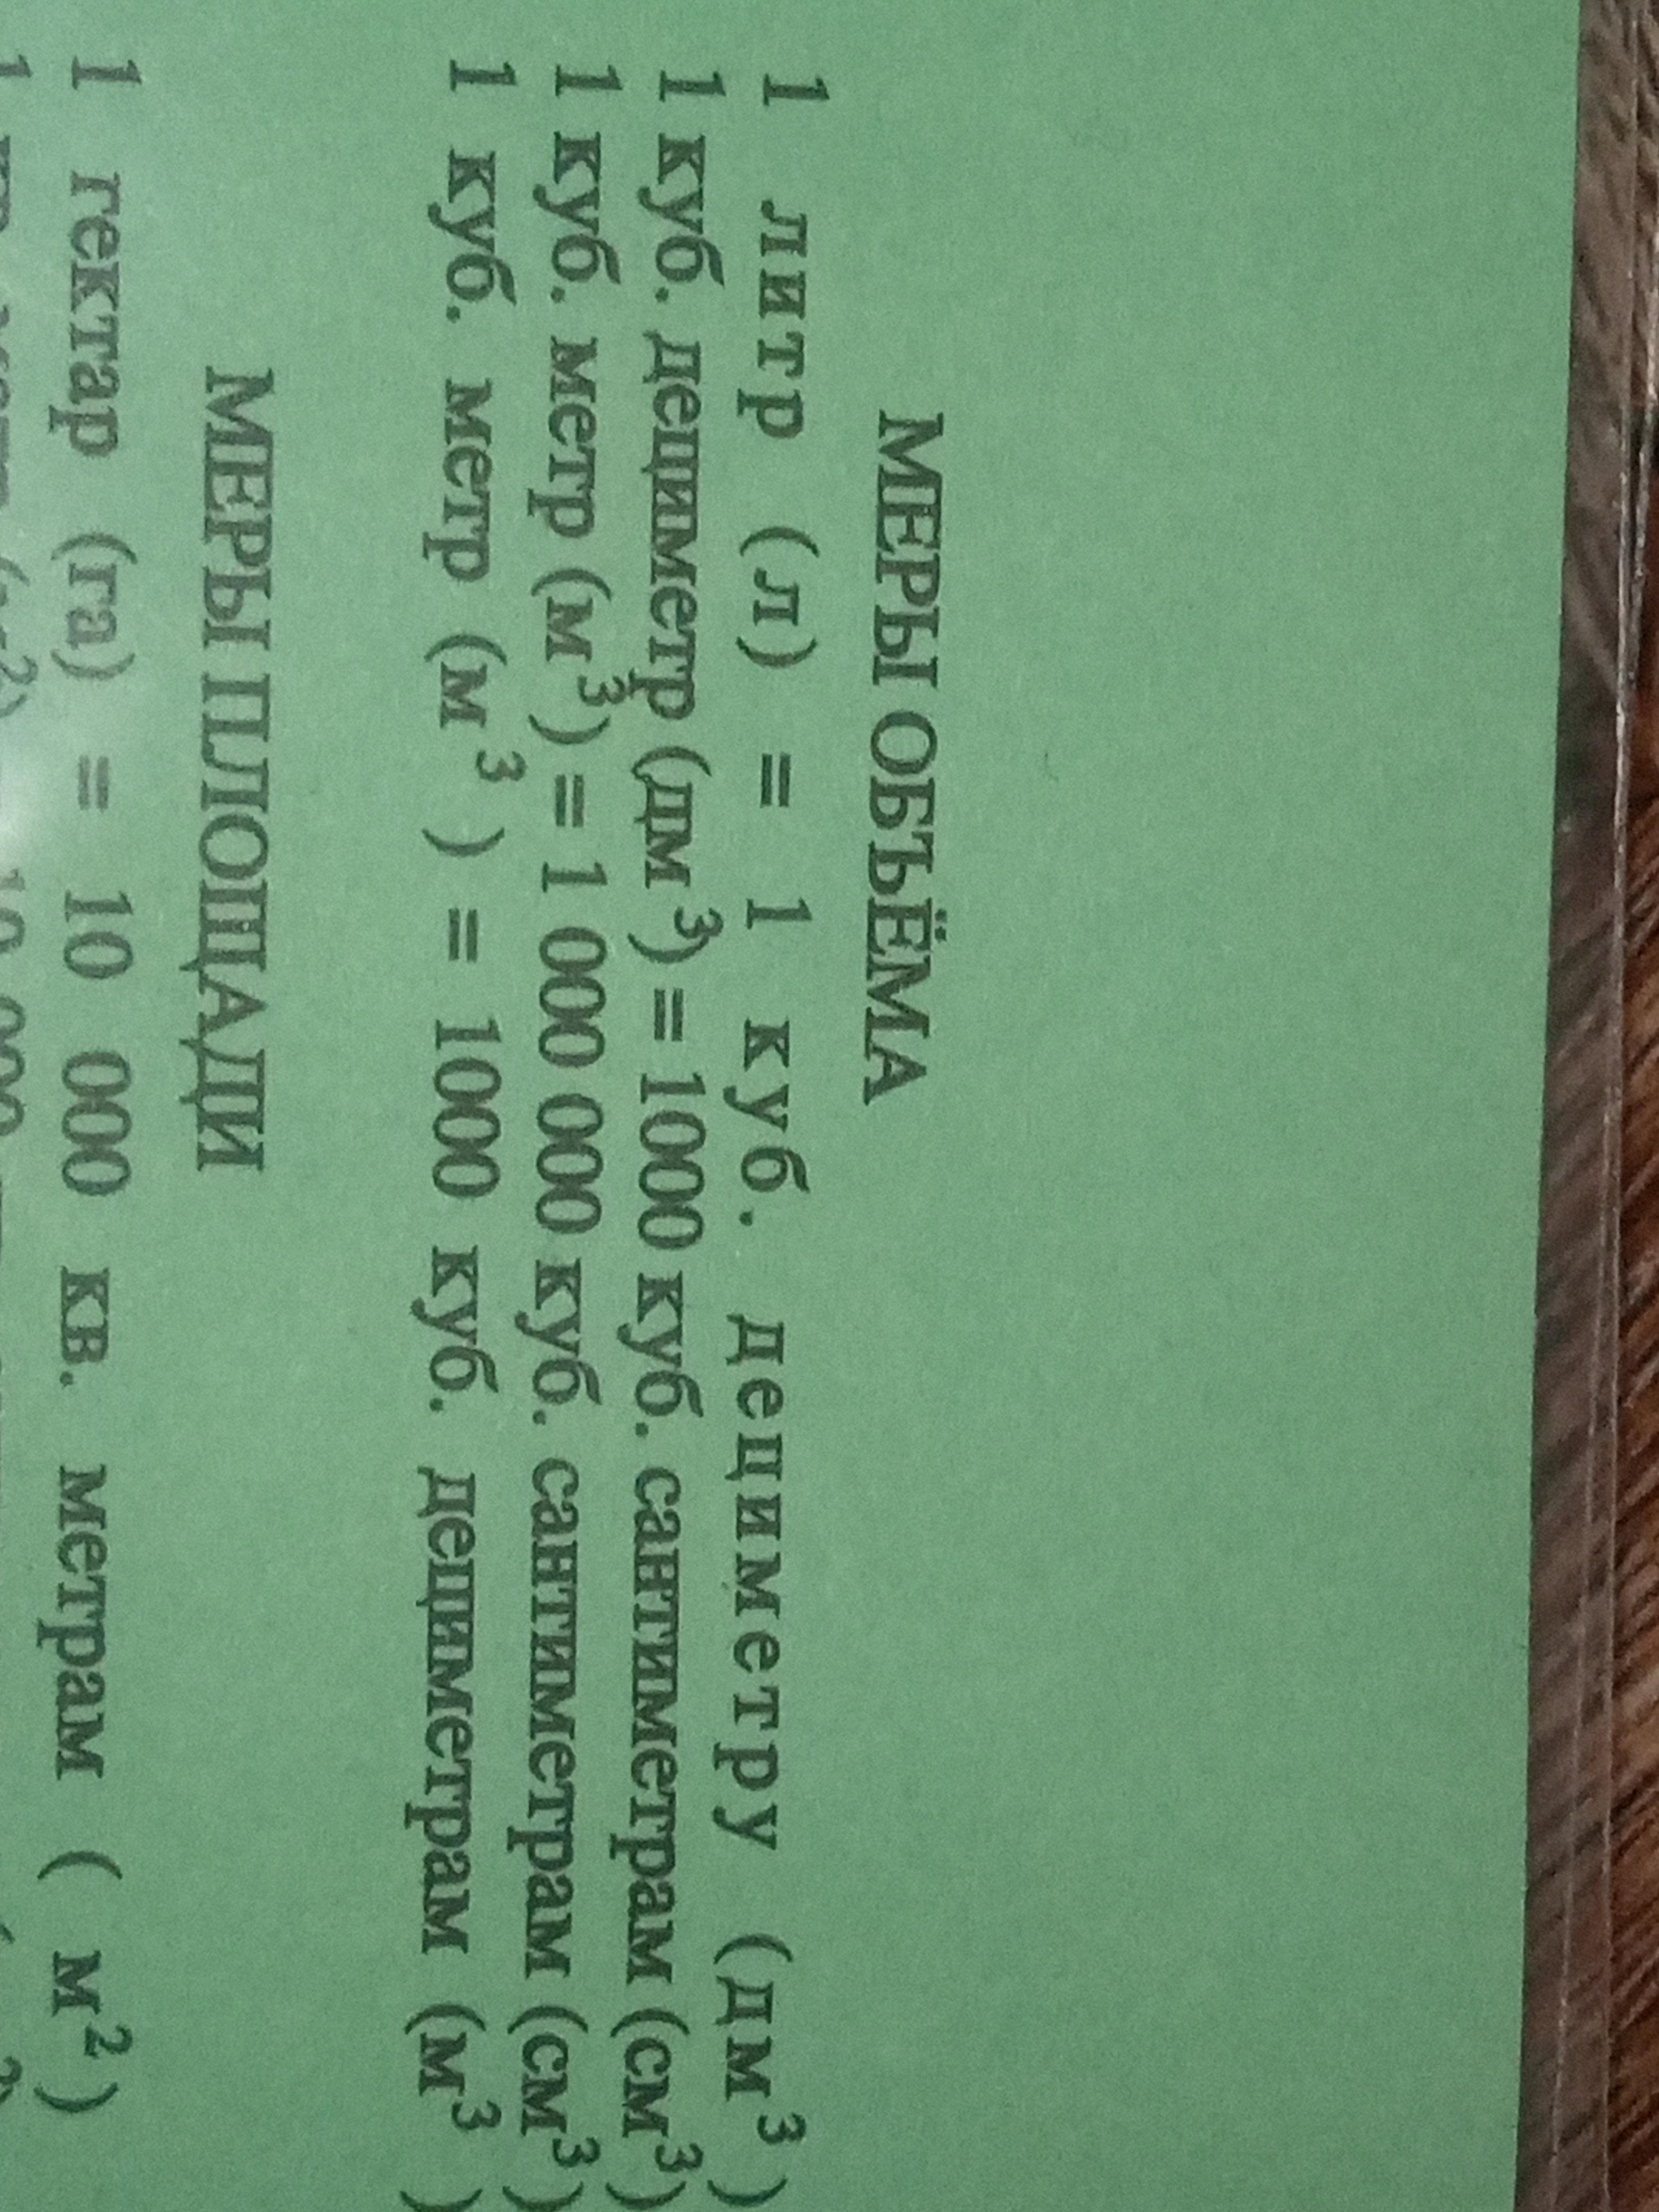 МЕРЫ ОБЪЁМА
1 литр (л) = 1 куб. дециметру (дм³)
1 куб. дециметр (дм³) = 1000 куб. сантиметрам (см³)
1 куб. метр (м³) = 1 000 000 куб. сантиметрам (см³)
1 куб. метр (м³ ) = 1000 куб. дециметрам (м³ )
МЕРЫ ПЛОЩАДИ
1 гектар (га) = 10 000 кв. метрам ( м²)